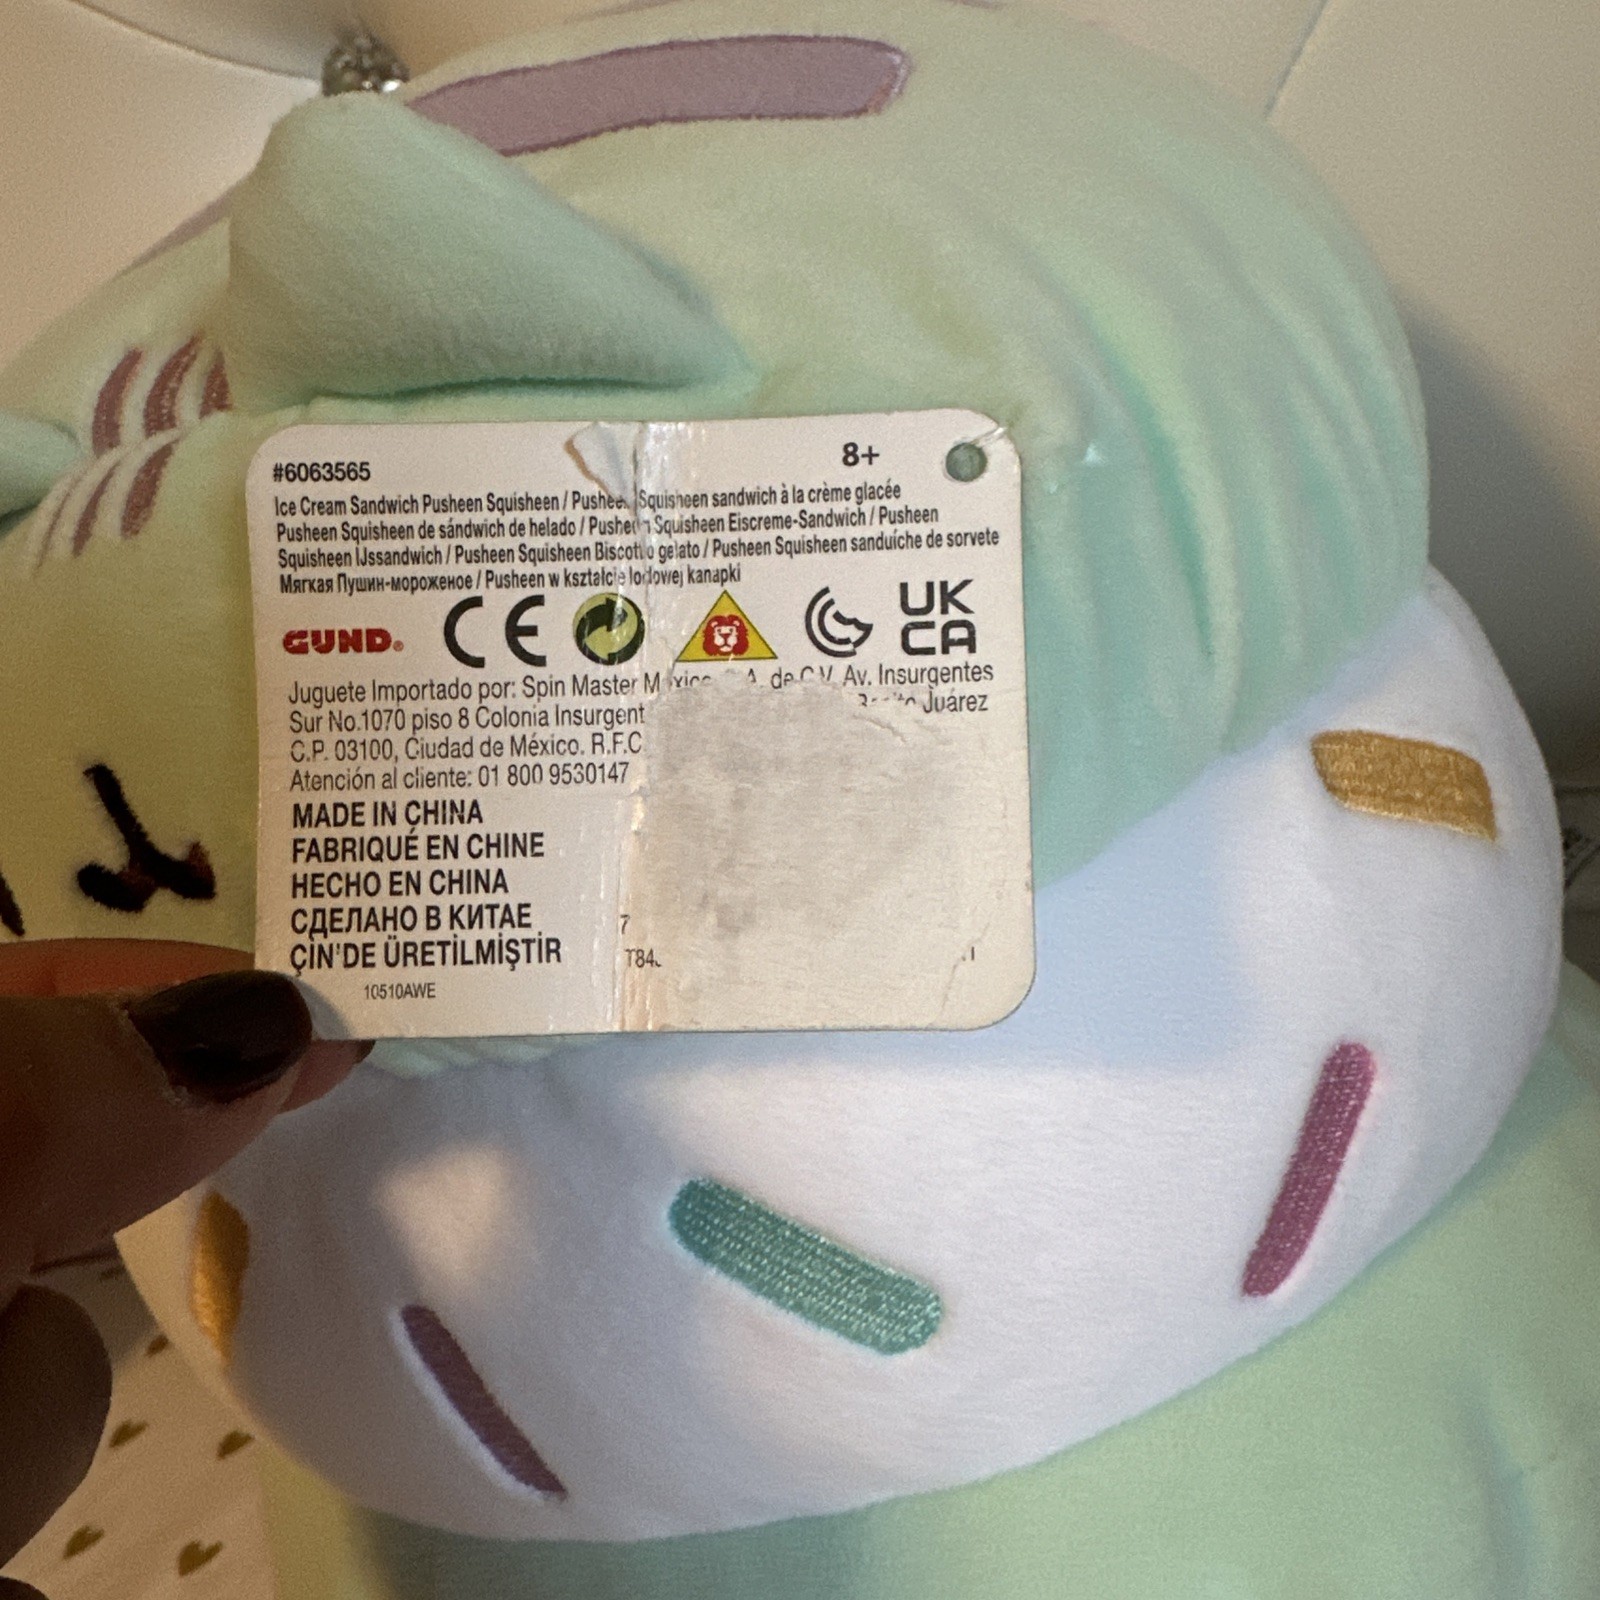 #6063565
8+
Ice Cream Sandwich Pusheen Squisheen / Squisheen sandwich à la crème glacée
Pusheen Squisheen de sándwich de helado / Squisheen Eiscreme-Sandwich / Pusheen
Squisheen IJssandwich / Pusheen Squisheen gelato / Pusheen Squisheen sanduíche de sorvete
Мягкая Пушин-мороженое / Pusheen w kształcie lodowej kanapki
GUND®
CE
UK
CA
Juguete Importado por: Spin Master de Av. Insurgentes
Sur No.1070 piso 8 Colonia Juárez
C.P. 03100, Ciudad de México. R.F.C
Atención al cliente: 01 800 9530147
MADE IN CHINA
FABRIQUÉ EN CHINE
HECHO EN CHINA
СДЕЛАНО В КИТАЕ
ÇİN'DE ÜRETİLMİŞTİR
10510AWE